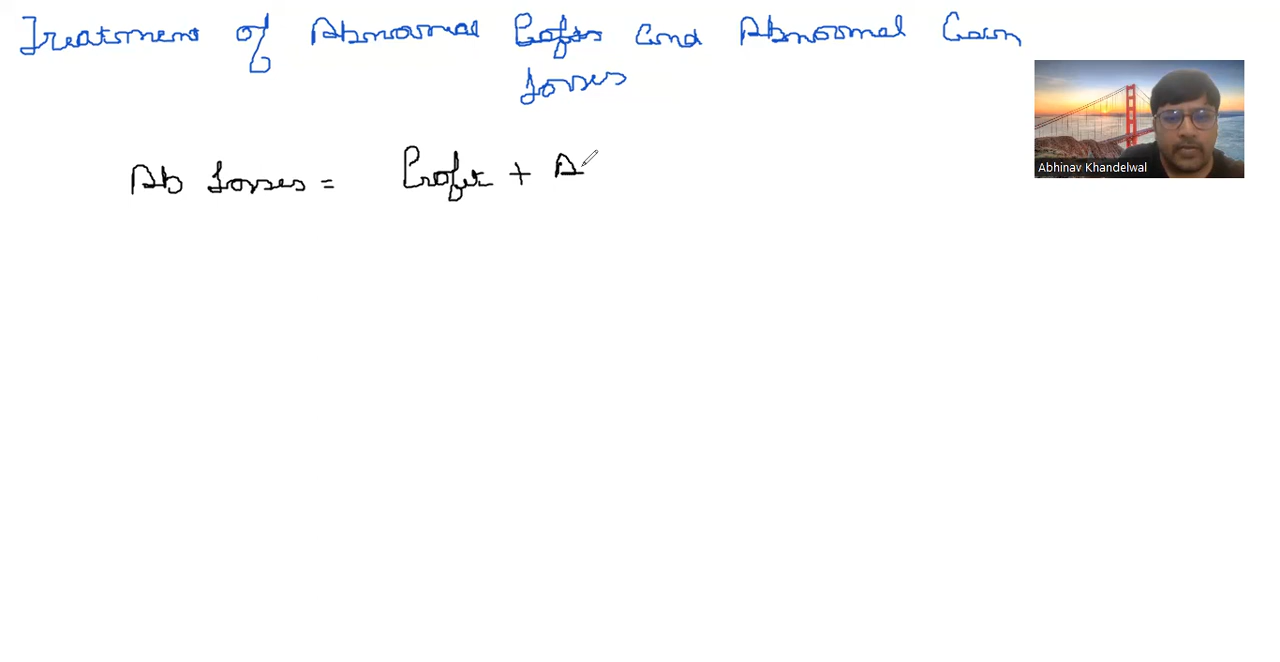 Treatment of Abnormal Profits and Abnormal Gain
Losses
Ab Losses = Profit + A
Abhinav Khandelwal